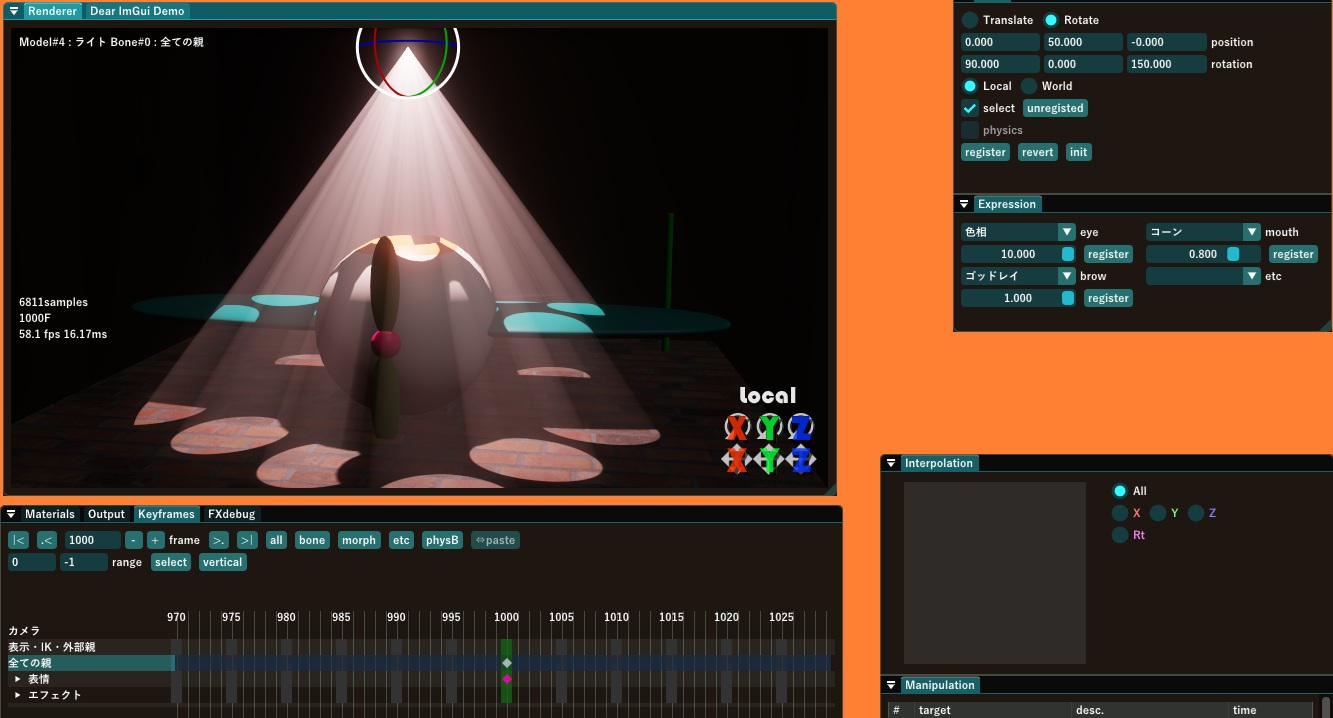 Renderer Dear ImGui Demo
Model#4 : ライト Bone#0 : 全ての親
6811samples
1000F
58.1 fps 16.17ms
Local
X Y Z
X Y Z
Translate Rotate
0.000 50.000 -0.000 position
90.000 0.000 150.000 rotation
Local World
select unregisted
physics
register revert init
Expression
色相 eye コーン mouth
10.000 register 0.800 register
ゴッドレイ brow etc
1.000 register
Materials Output Keyframes FXdebug
|< .< 1000 - + frame >. >| all bone morph etc physB ⇔paste
0 -1 range select vertical
970 975 980 985 990 995 1000 1005 1010 1015 1020 1025
カメラ
表示・IK・外部親
全ての親
表情
エフェクト
Interpolation
All
X Y Z
Rt
Manipulation
# target desc. time